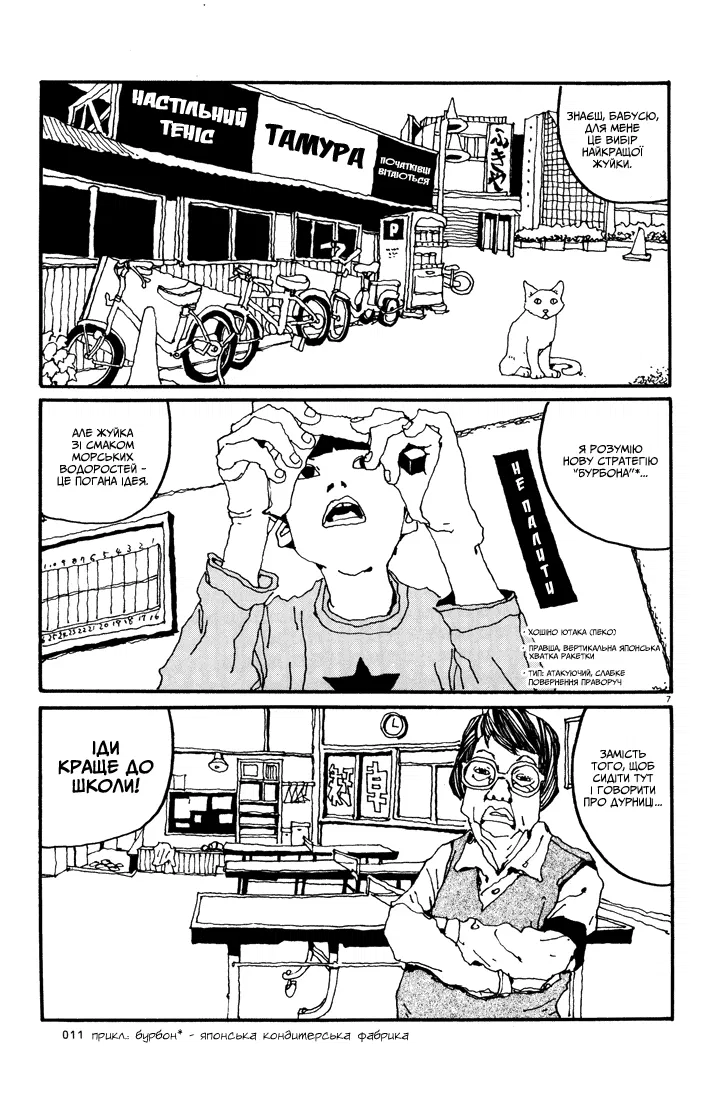 НАСТІЛЬНИЙ
ТЕНІС
ТАМУРА
ПОЧАТКІВЦІ
ВІТАЮТЬСЯ
P
ЗНАЄШ, БАБУСЮ,
ДЛЯ МЕНЕ
ЦЕ ВИБІР
НАЙКРАЩОЇ
ЖУЙКИ.
Я РОЗУМІЮ
НОВУ СТРАТЕГІЮ
"БУРБОНА"*...
АЛЕ ЖУЙКА
ЗІ СМАКОМ
МОРСЬКИХ
ВОДОРОСТЕЙ -
ЦЕ ПОГАНА ІДЕЯ.
НЕ ПАЛИТИ
· ХОШІНО ЮТАКА (ПЕКО)
· ПРАВША, ВЕРТИКАЛЬНА ЯПОНСЬКА
ХВАТКА РАКЕТКИ
· ТИП: АТАКУЮЧИЙ, СЛАБКЕ
ПОВЕРНЕННЯ ПРАВОРУЧ
7
ЗАМІСТЬ
ТОГО, ЩОБ
СИДІТИ ТУТ
І ГОВОРИТИ
ПРО ДУРНИЦІ...
ІДИ
КРАЩЕ ДО
ШКОЛИ!
011 прикл.: бурбон* - японська кондитерська фабрика